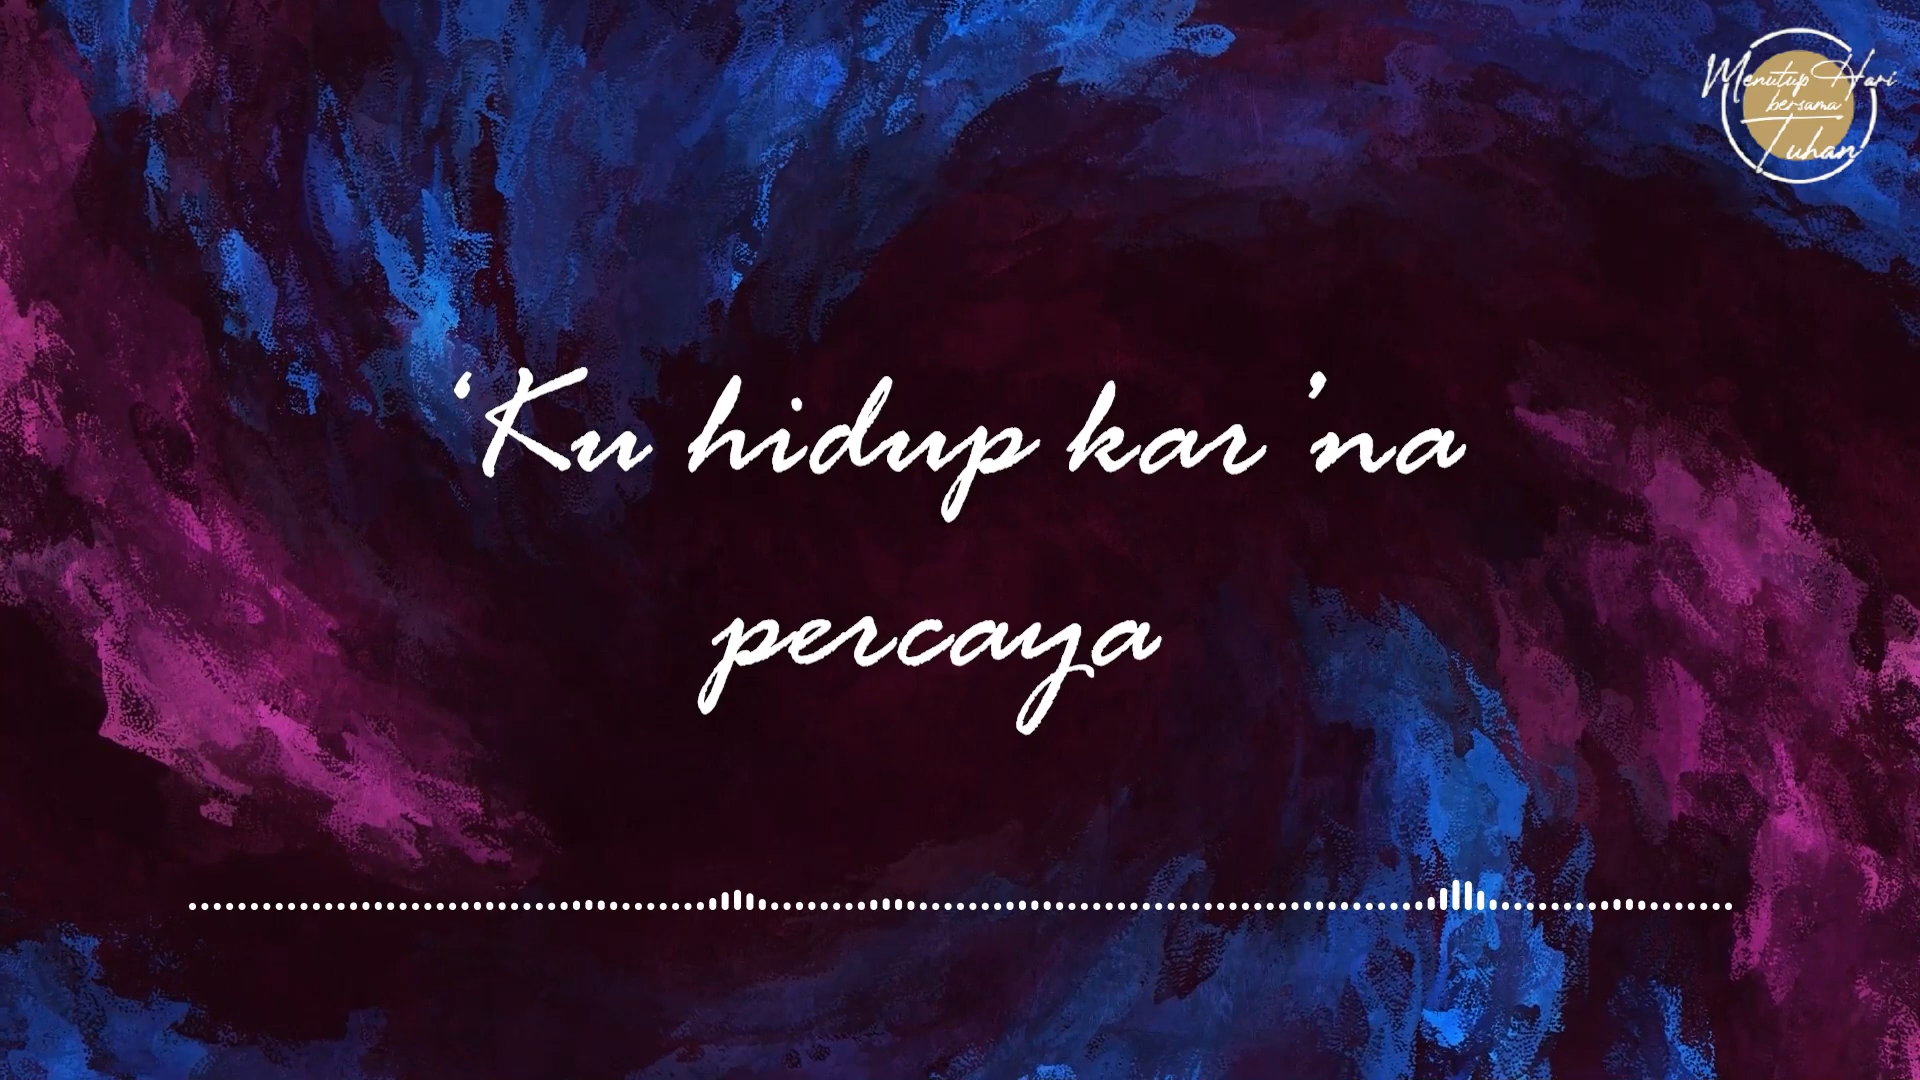 Menutup Hari
bersama
Tuhan
‘Ku hidup kar’na
percaya